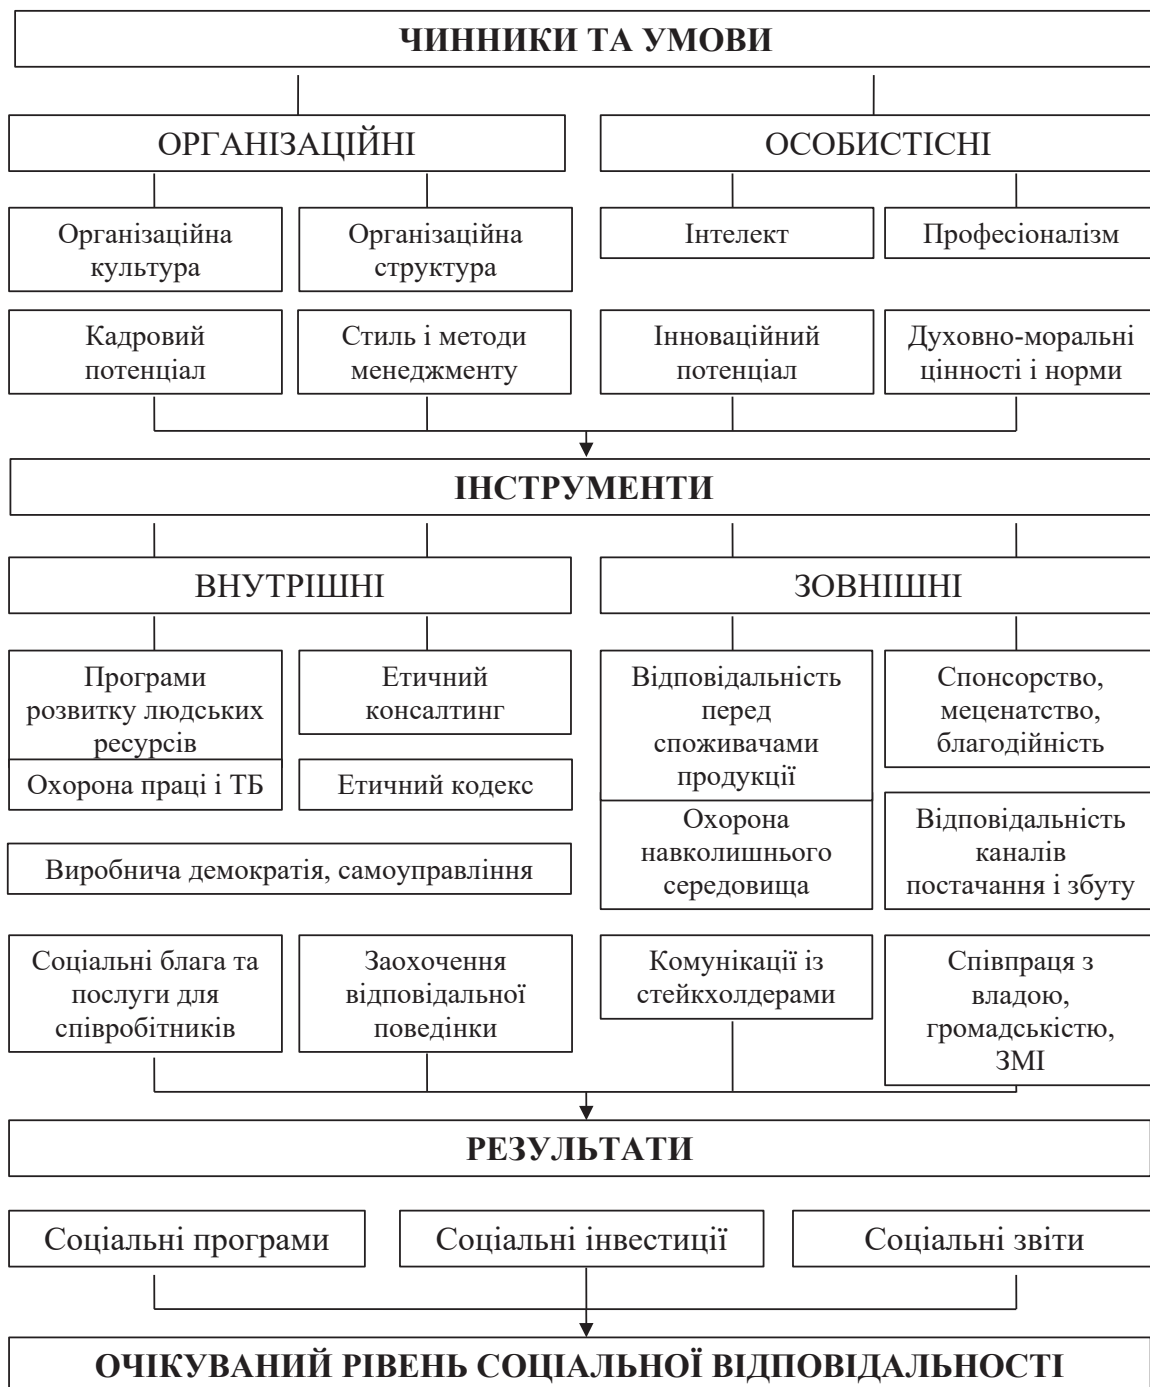 ЧИННИКИ ТА УМОВИ
ОРГАНІЗАЦІЙНІ
ОСОБИСТІСНІ
Організаційна
культура
Організаційна
структура
Інтелект
Професіоналізм
Кадровий
потенціал
Стиль і методи
менеджменту
Інноваційний
потенціал
Духовно-моральні
цінності і норми
ІНСТРУМЕНТИ
ВНУТРІШНІ
ЗОВНІШНІ
Програми
розвитку людських
ресурсів
Етичний
консалтинг
Відповідальність
перед
споживачами
продукції
Спонсорство,
меценатство,
благодійність
Охорона праці і ТБ
Етичний кодекс
Охорона
навколишнього
середовища
Відповідальність
каналів
постачання і збуту
Виробнича демократія, самоуправління
Соціальні блага та
послуги для
співробітників
Заохочення
відповідальної
поведінки
Комунікації із
стейкхолдерами
Співпраця з
владою,
громадськістю,
ЗМІ
РЕЗУЛЬТАТИ
Соціальні програми
Соціальні інвестиції
Соціальні звіти
ОЧІКУВАНИЙ РІВЕНЬ СОЦІАЛЬНОЇ ВІДПОВІДАЛЬНОСТІ